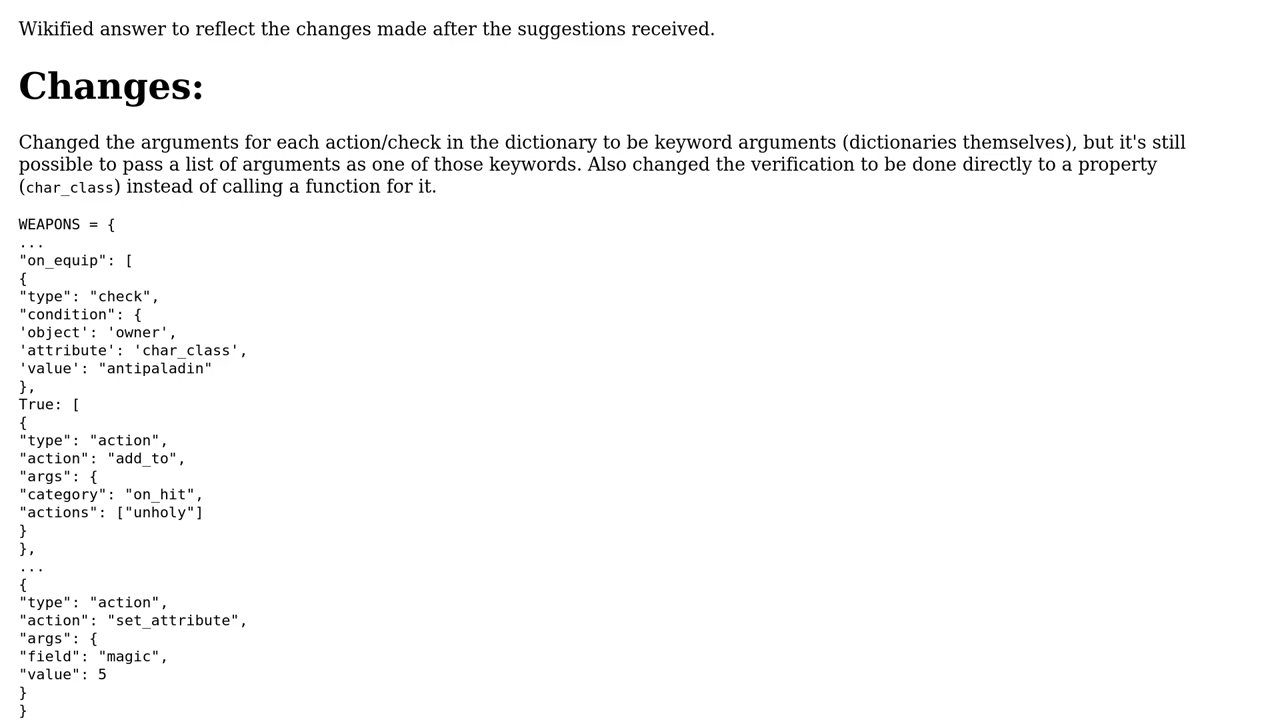 Wikified answer to reflect the changes made after the suggestions received.
Changes:
Changed the arguments for each action/check in the dictionary to be keyword arguments (dictionaries themselves), but it's still
possible to pass a list of arguments as one of those keywords. Also changed the verification to be done directly to a property
(char_class) instead of calling a function for it.
WEAPONS = {
...
"on_equip": [
{
"type": "check",
"condition": {
'object': 'owner',
'attribute': 'char_class',
'value': "antipaladin"
},
True: [
{
"type": "action",
"action": "add_to",
"args": {
"category": "on_hit",
"actions": ["unholy"]
}
},
...
{
"type": "action",
"action": "set_attribute",
"args": {
"field": "magic",
"value": 5
}
}